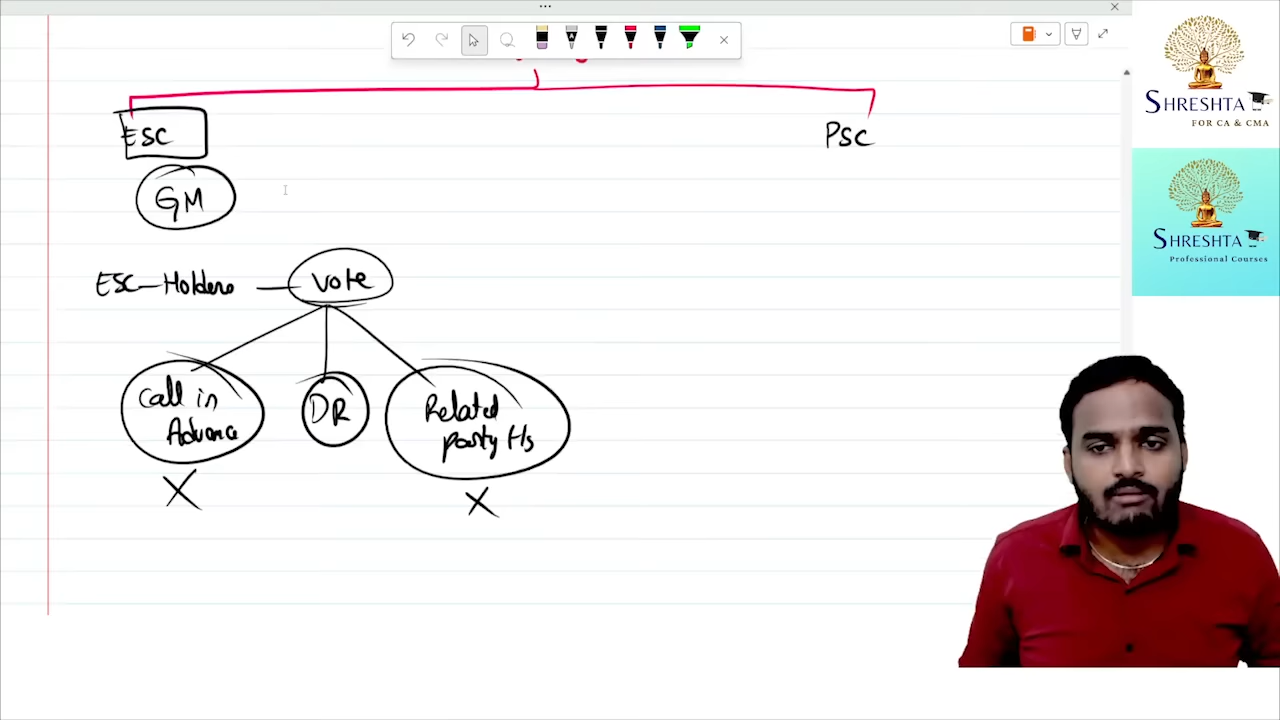 ESC
PSC
GM
ESC-Holders
Vote
Call in
Advance
DR
Related
party Hs
X
X
SHRESHTA
FOR CA & CMA
SHRESHTA
Professional Courses